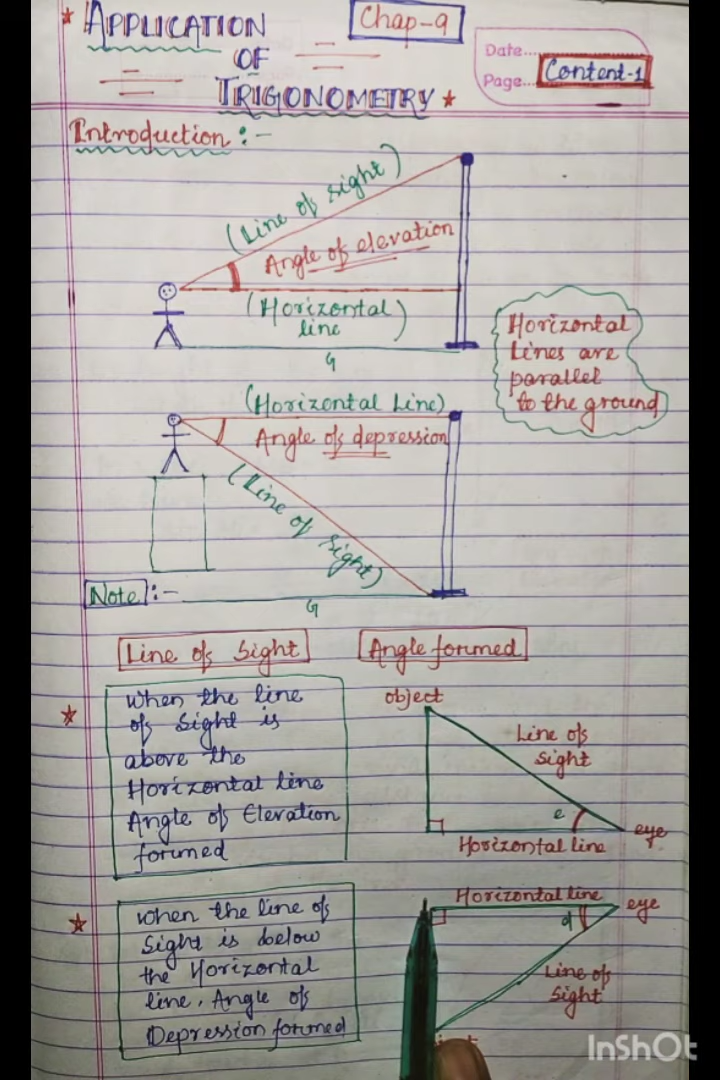 ★ APPLICATION
OF
TRIGONOMETRY ★
Chap-9
Date.....
Page... Content-1
Introduction :-
(Line of sight)
Angle of elevation
(Horizontal
line)
G
Horizontal
Lines are
parallel
to the ground
(Horizontal Line)
Angle of depression
(Line of sight)
Note :-
G
Line of Sight
Angle formed
★ When the line
of Sight is
above the
Horizontal line
Angle of Elevation
formed
object
Line of
sight
e
eye
Horizontal line
★ When the line of
Sight is below
the Horizontal
line, Angle of
Depression formed
Horizontal line
eye
d
Line of
Sight
InShOt